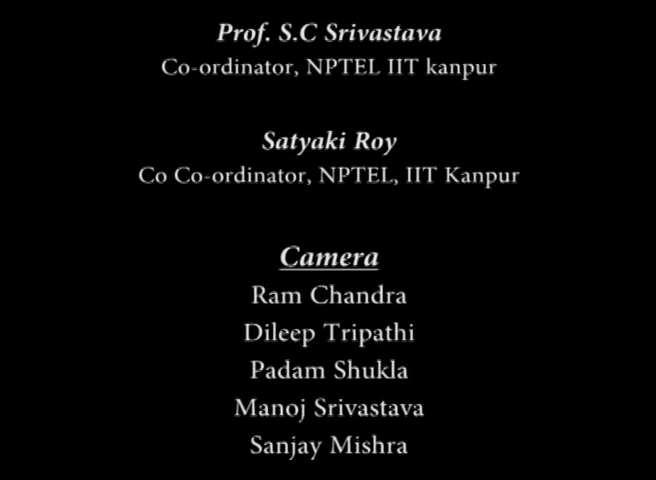 Prof. S.C Srivastava
Co-ordinator, NPTEL IIT kanpur
Satyaki Roy
Co Co-ordinator, NPTEL, IIT Kanpur
Camera
Ram Chandra
Dileep Tripathi
Padam Shukla
Manoj Srivastava
Sanjay Mishra